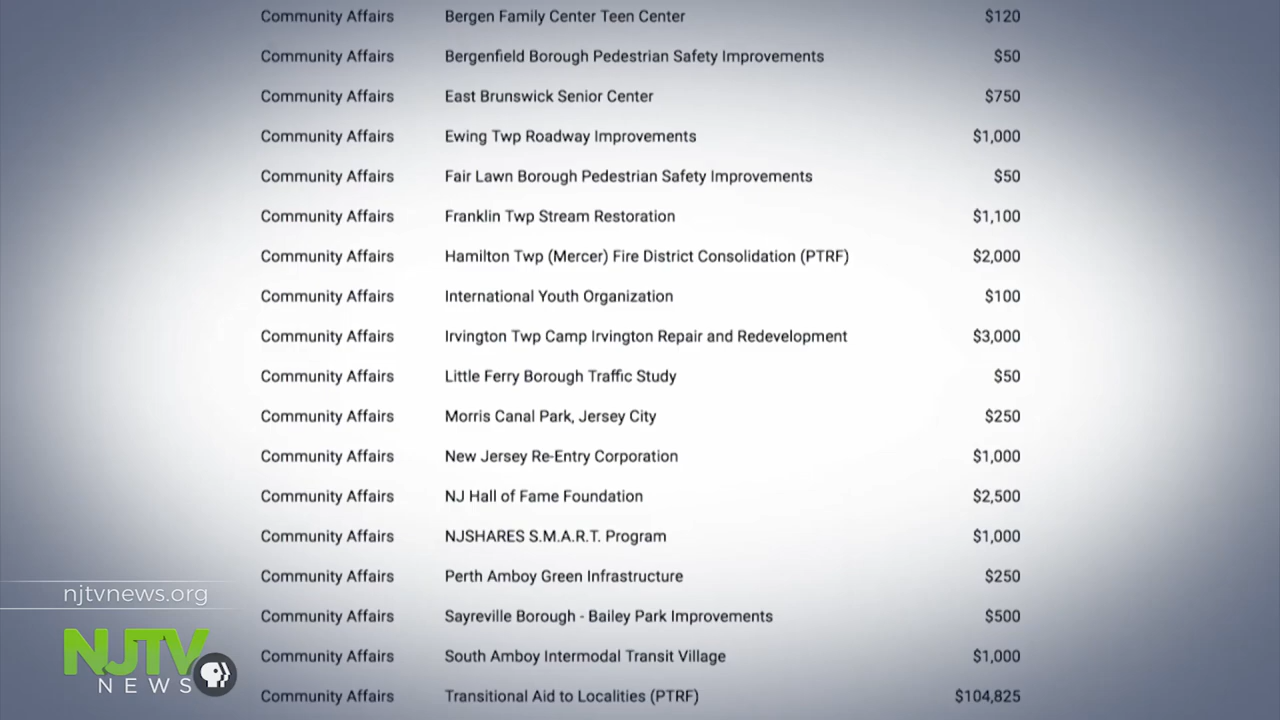 Community Affairs Bergen Family Center Teen Center $120
Community Affairs Bergenfield Borough Pedestrian Safety Improvements $50
Community Affairs East Brunswick Senior Center $750
Community Affairs Ewing Twp Roadway Improvements $1,000
Community Affairs Fair Lawn Borough Pedestrian Safety Improvements $50
Community Affairs Franklin Twp Stream Restoration $1,100
Community Affairs Hamilton Twp (Mercer) Fire District Consolidation (PTRF) $2,000
Community Affairs International Youth Organization $100
Community Affairs Irvington Twp Camp Irvington Repair and Redevelopment $3,000
Community Affairs Little Ferry Borough Traffic Study $50
Community Affairs Morris Canal Park, Jersey City $250
Community Affairs New Jersey Re-Entry Corporation $1,000
Community Affairs NJ Hall of Fame Foundation $2,500
Community Affairs NJSHARES S.M.A.R.T. Program $1,000
Community Affairs Perth Amboy Green Infrastructure $250
Community Affairs Sayreville Borough - Bailey Park Improvements $500
Community Affairs South Amboy Intermodal Transit Village $1,000
Community Affairs Transitional Aid to Localities (PTRF) $104,825
njtvnews.org
NJTV
NEWS